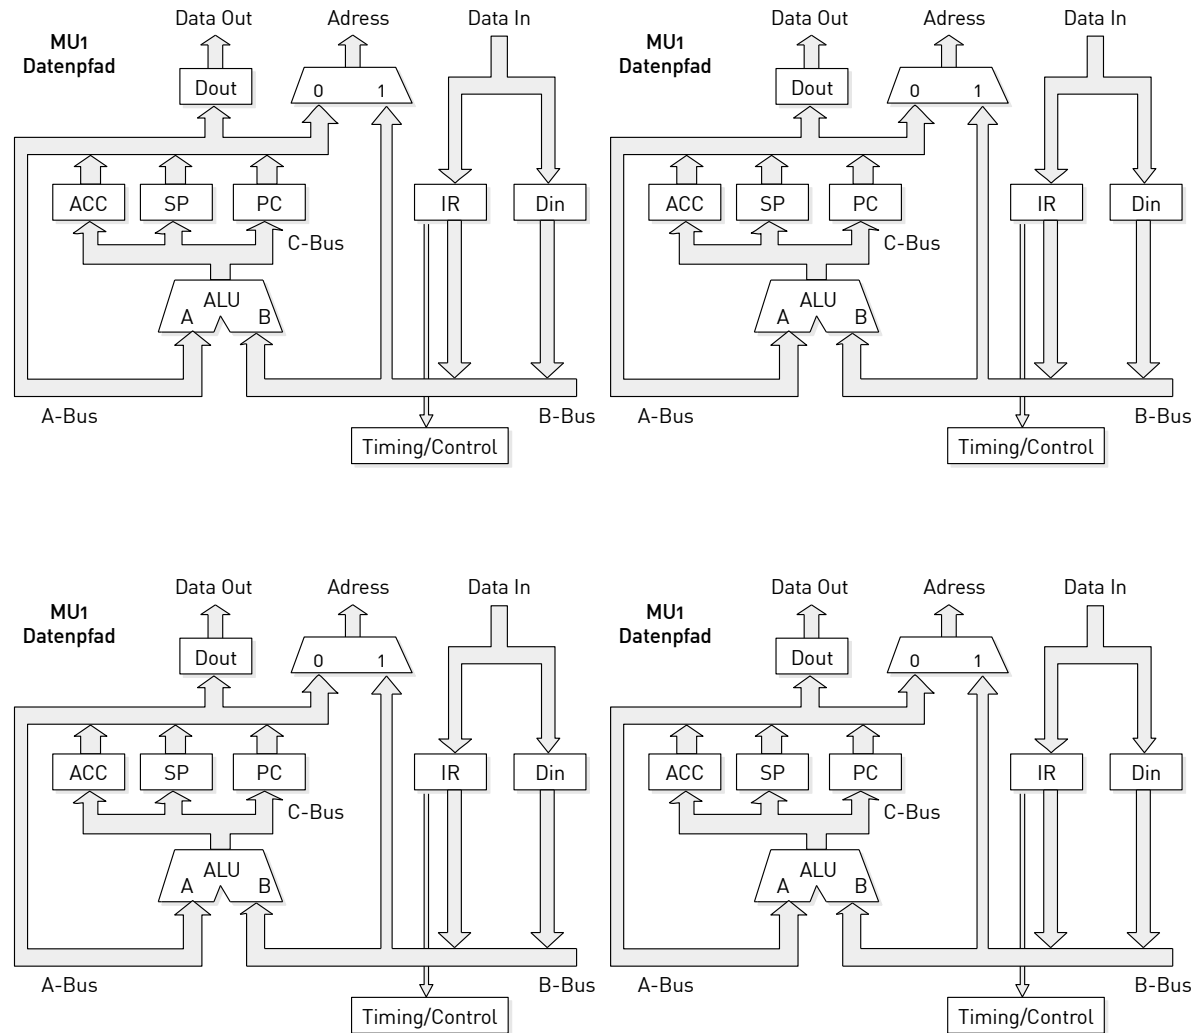 Data Out Adress Data In
MU1
Datenpfad
Dout 0 1
ACC SP PC IR Din
C-Bus
ALU
A B
A-Bus B-Bus
Timing/Control
Data Out Adress Data In
MU1
Datenpfad
Dout 0 1
ACC SP PC IR Din
C-Bus
ALU
A B
A-Bus B-Bus
Timing/Control
Data Out Adress Data In
MU1
Datenpfad
Dout 0 1
ACC SP PC IR Din
C-Bus
ALU
A B
A-Bus B-Bus
Timing/Control
Data Out Adress Data In
MU1
Datenpfad
Dout 0 1
ACC SP PC IR Din
C-Bus
ALU
A B
A-Bus B-Bus
Timing/Control